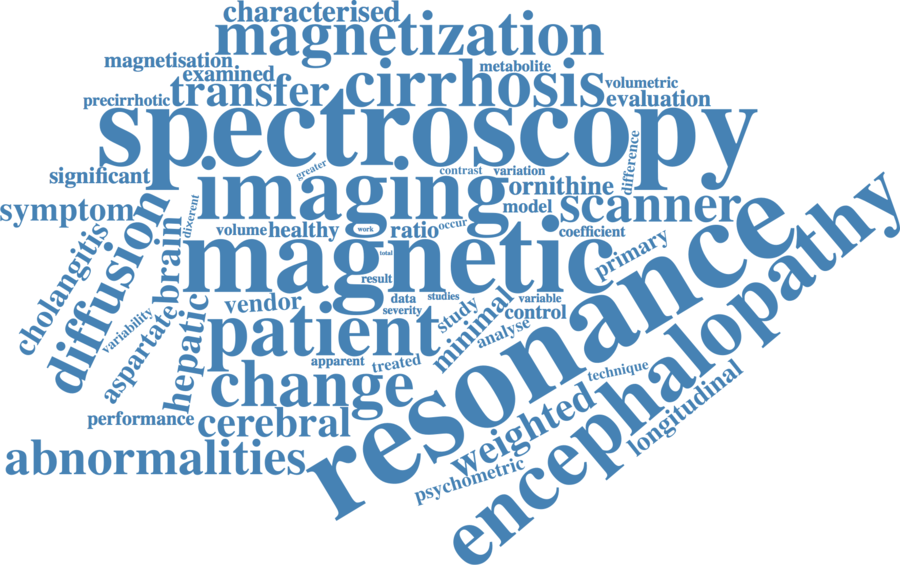 characterised
magnetization
magnetisation
metabolite
examined
cirrhosis
volumetric
precirrhotic
transfer
evaluation
spectroscopy
difference
significant
greater
contrast
variation
imaging
ornithine
symptom
model
scanner
diffusion
brain
volume
healthy
work
ratio
occur
coefficient
cholangitis
magnetic
total
primary
resonance
encephalopathy
result
vendor
data
studies
severity
variable
control
study
minimal
analyse
variability
aspartate
hepatic
patient
apparent
treated
technique
change
weighted
longitudinal
performance
cerebral
abnormalities
psychometric